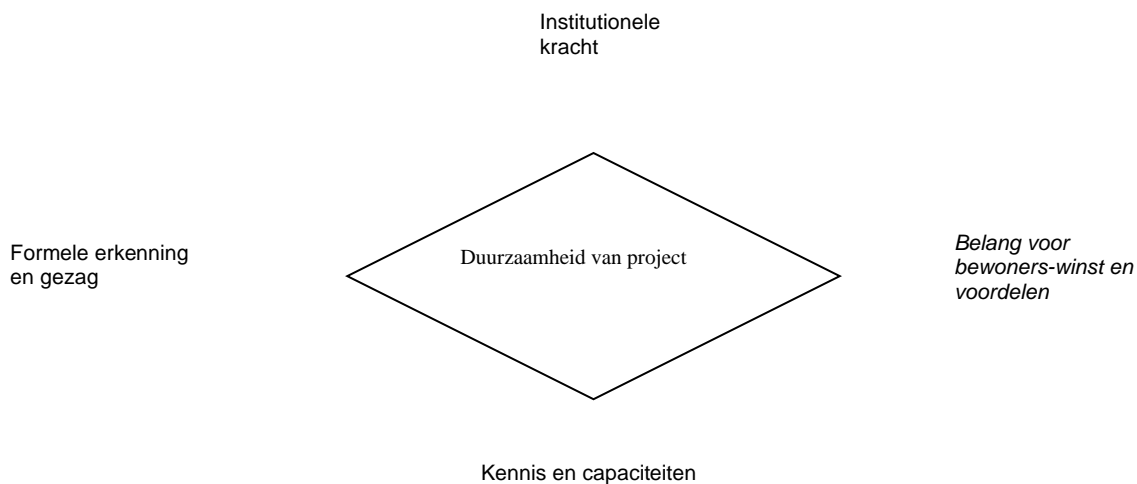 Institutionele
kracht
Formele erkenning
en gezag
Duurzaamheid van project
Belang voor
bewoners-winst en
voordelen
Kennis en capaciteiten